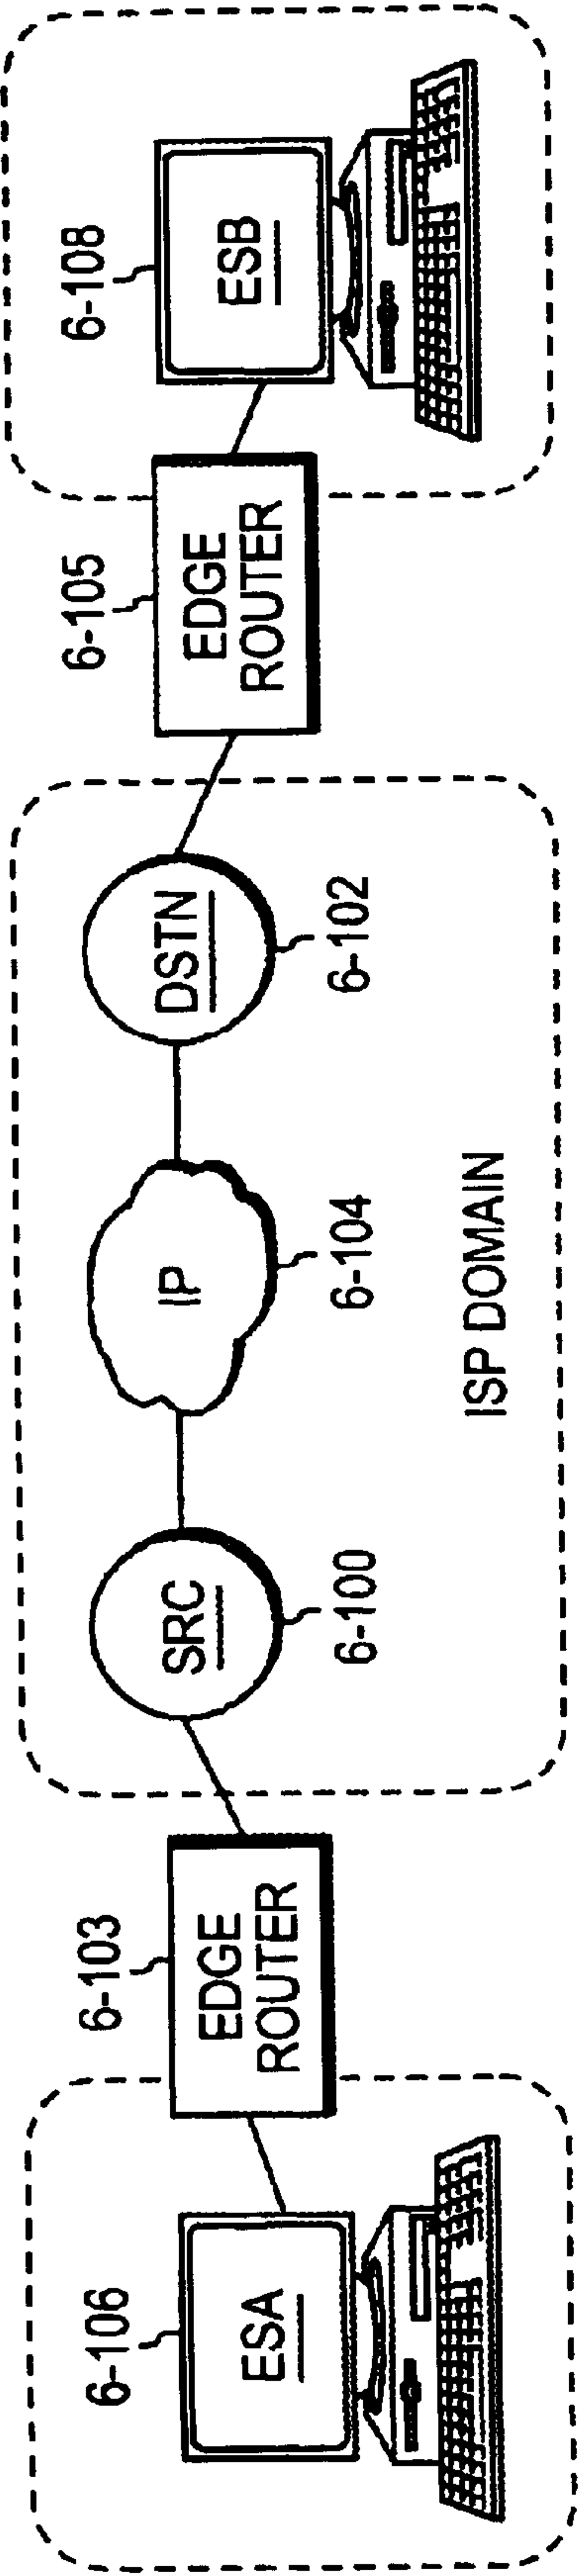 6-106
ESA
6-103
EDGE
ROUTER
SRC
6-100
IP
6-104
DSTN
6-102
ISP DOMAIN
6-105
EDGE
ROUTER
6-108
ESB